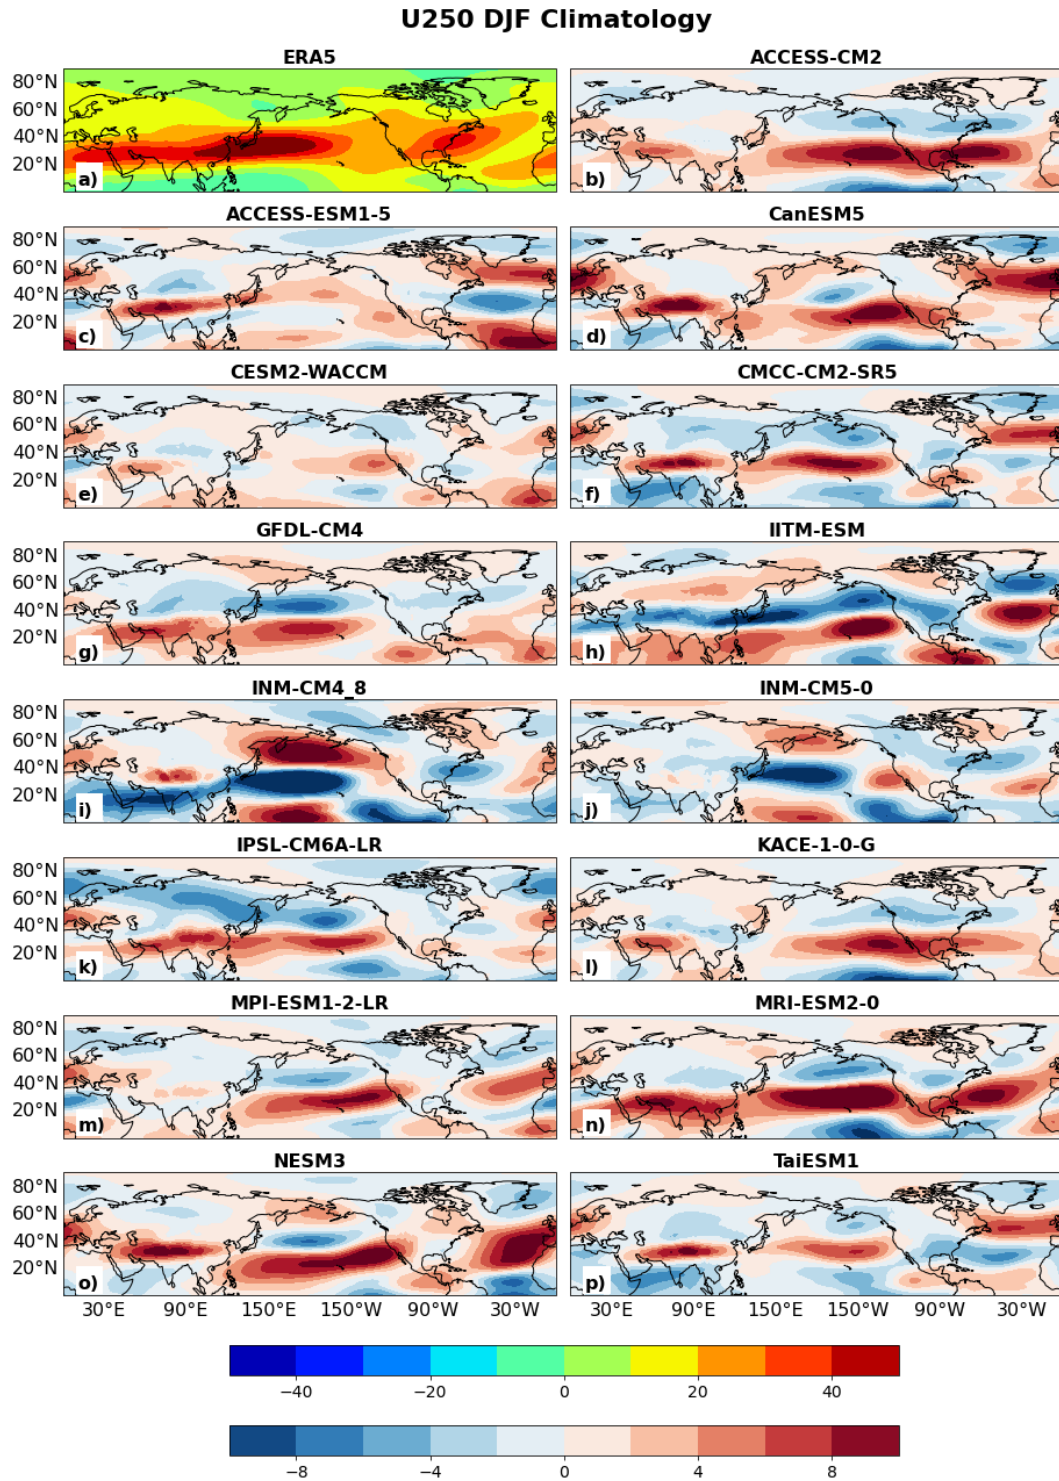 U250 DJF Climatology
ERA5 ACCESS-CM2
80°N
60°N
40°N
20°N
a) b)
ACCESS-ESM1-5 CanESM5
80°N
60°N
40°N
20°N
c) d)
CESM2-WACCM CMCC-CM2-SR5
80°N
60°N
40°N
20°N
e) f)
GFDL-CM4 IITM-ESM
80°N
60°N
40°N
20°N
g) h)
INM-CM4_8 INM-CM5-0
80°N
60°N
40°N
20°N
i) j)
IPSL-CM6A-LR KACE-1-0-G
80°N
60°N
40°N
20°N
k) l)
MPI-ESM1-2-LR MRI-ESM2-0
80°N
60°N
40°N
20°N
m) n)
NESM3 TaiESM1
80°N
60°N
40°N
20°N
o) p)
30°E 90°E 150°E 150°W 90°W 30°W 30°E 90°E 150°E 150°W 90°W 30°W
−40 −20 0 20 40
−8 −4 0 4 8